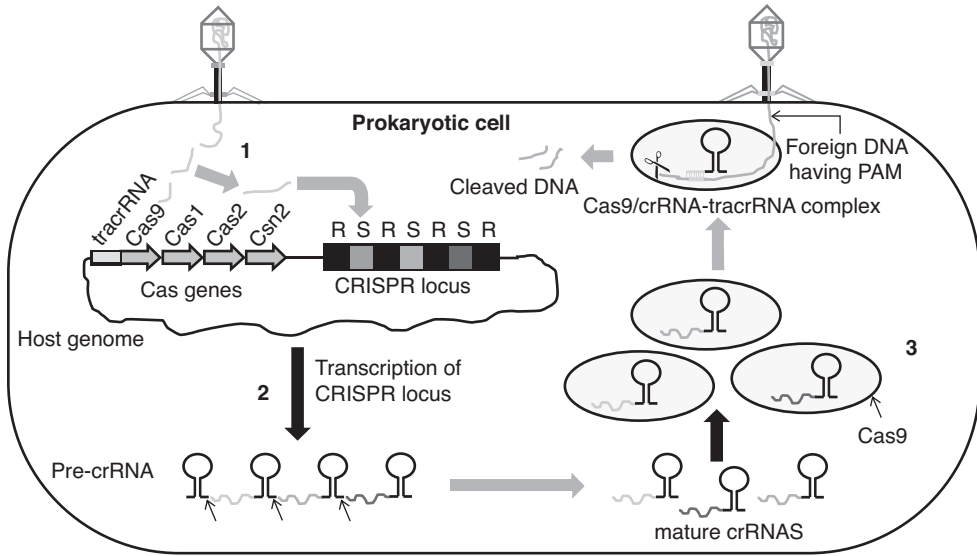 Prokaryotic cell
1
Foreign DNA
having PAM
Cleaved DNA
Cas9/crRNA-tracrRNA complex
tracrRNA
Cas9
Cas1
Cas2
Csn2
R S R S R S R
Cas genes
CRISPR locus
Host genome
2
Transcription of
CRISPR locus
3
Cas9
Pre-crRNA
mature crRNAS